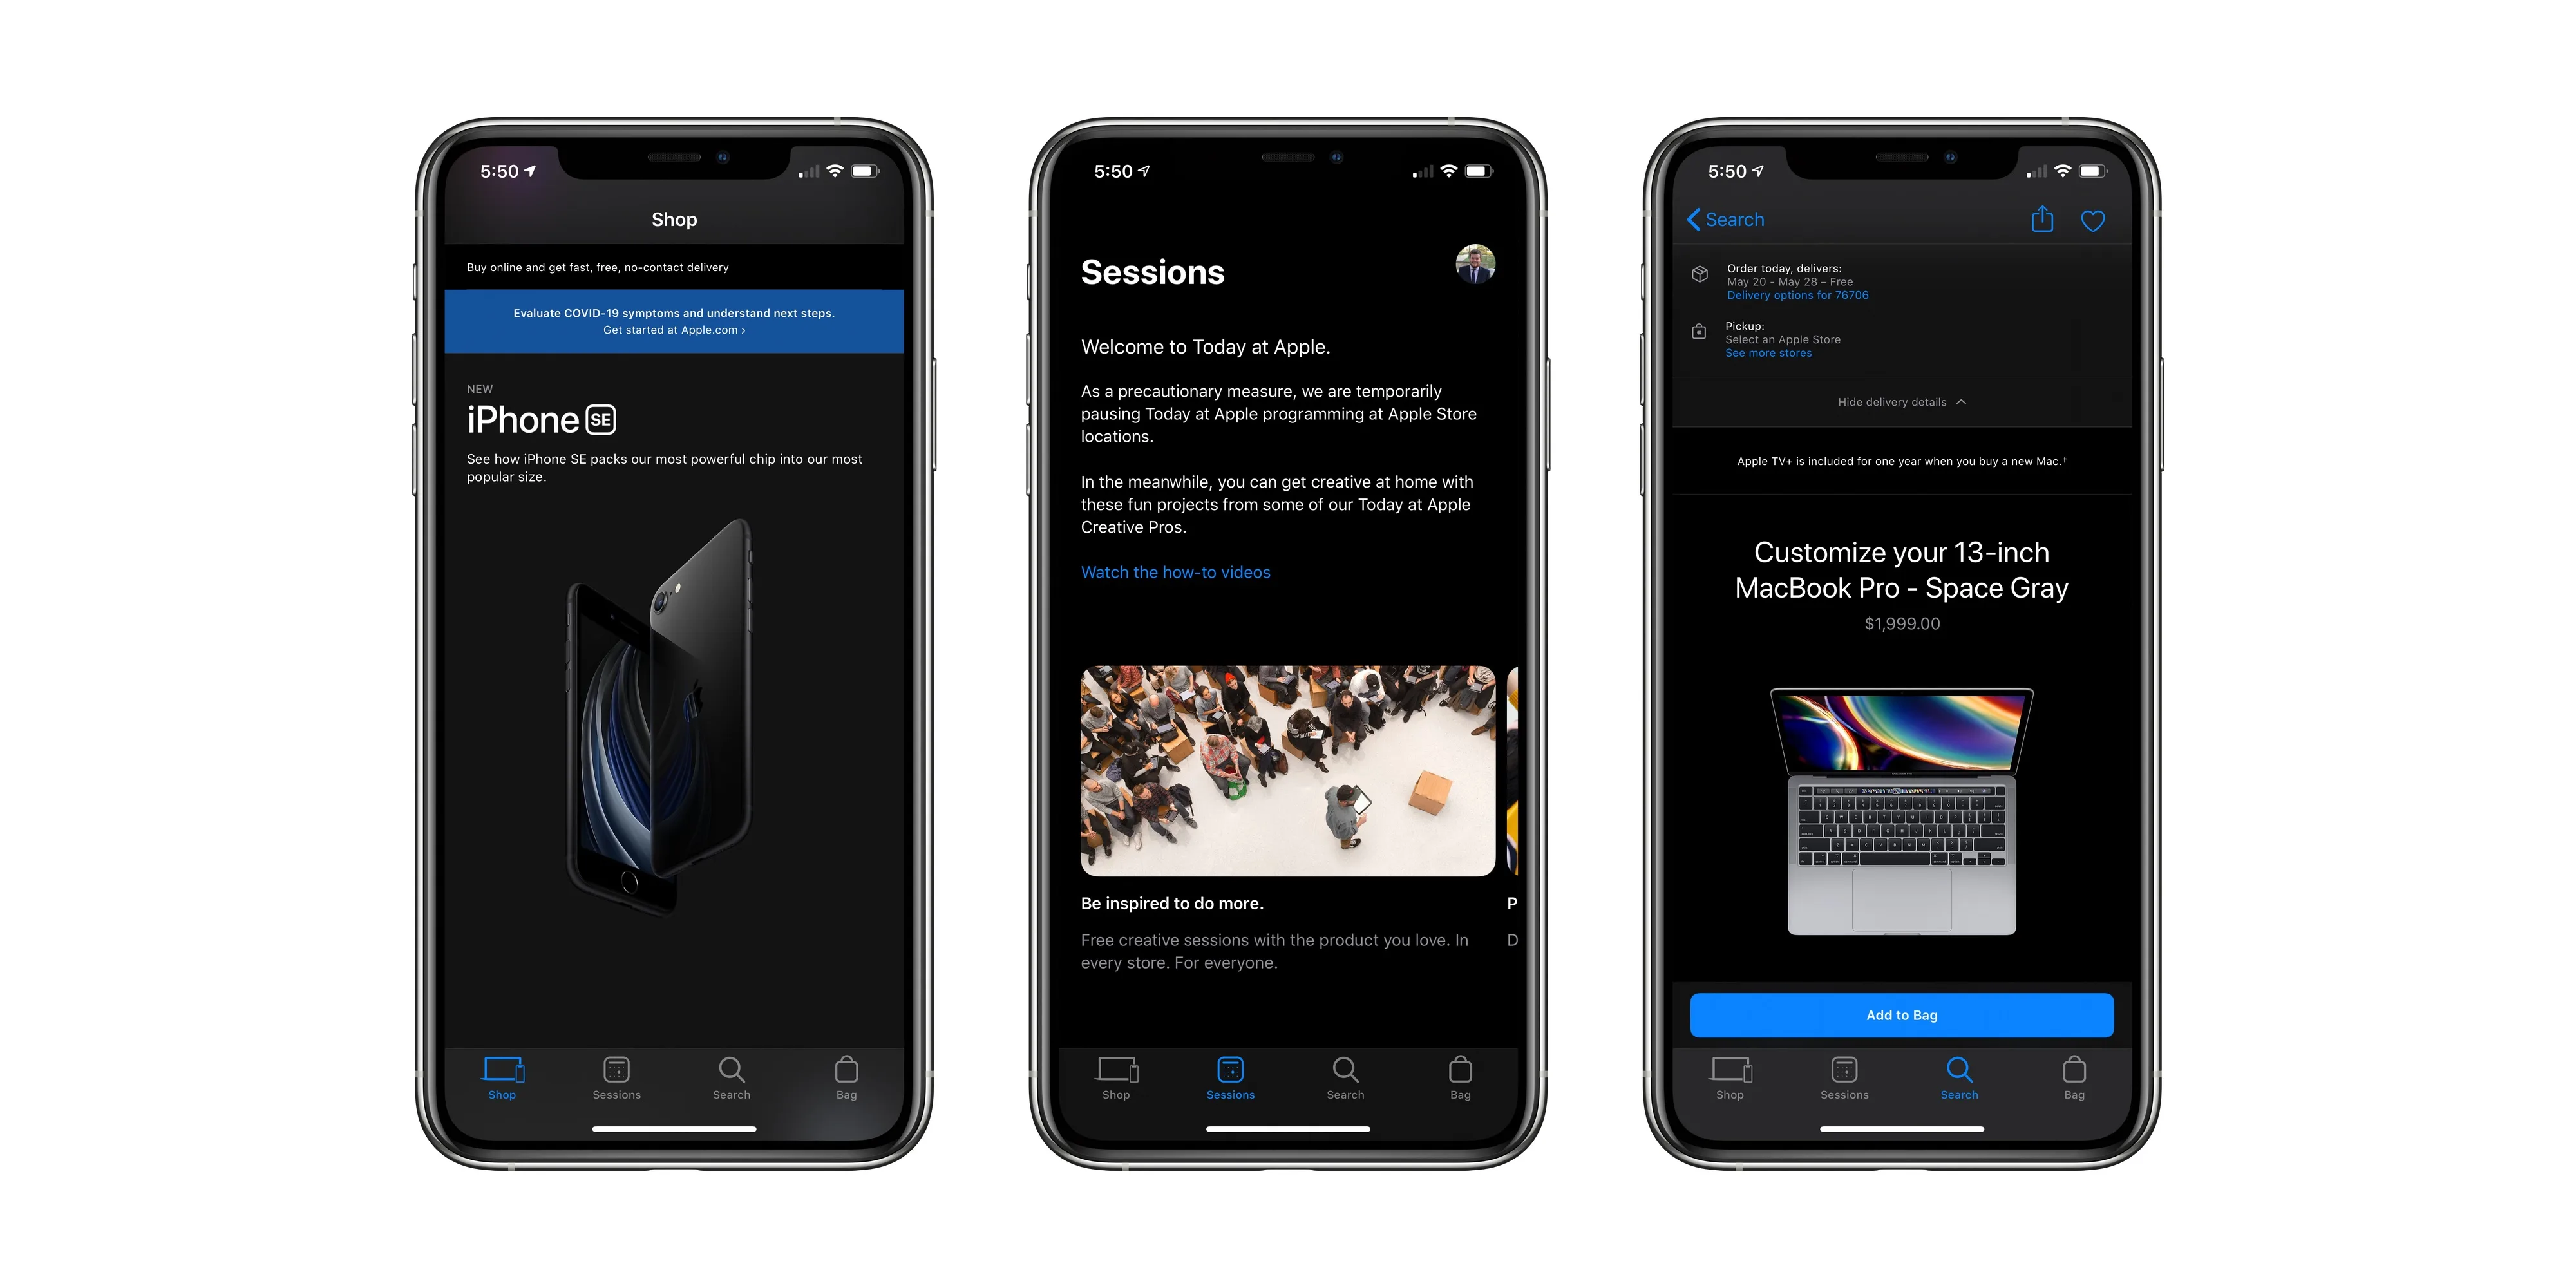 5:50
Shop
Buy online and get fast, free, no-contact delivery
Evaluate COVID-19 symptoms and understand next steps.
Get started at Apple.com ›
NEW
iPhone SE
See how iPhone SE packs our most powerful chip into our most
popular size.
Shop
Sessions
Search
Bag
5:50
Sessions
Welcome to Today at Apple.
As a precautionary measure, we are temporarily
pausing Today at Apple programming at Apple Store
locations.
In the meanwhile, you can get creative at home with
these fun projects from some of our Today at Apple
Creative Pros.
Watch the how-to videos
Be inspired to do more.
P
Free creative sessions with the product you love. In
every store. For everyone.
D
Shop
Sessions
Search
Bag
5:50
Search
Order today, delivers:
May 20 - May 28 – Free
Delivery options for 76706
Pickup:
Select an Apple Store
See more stores
Hide delivery details
Apple TV+ is included for one year when you buy a new Mac.†
Customize your 13-inch
MacBook Pro - Space Gray
$1,999.00
Add to Bag
Shop
Sessions
Search
Bag